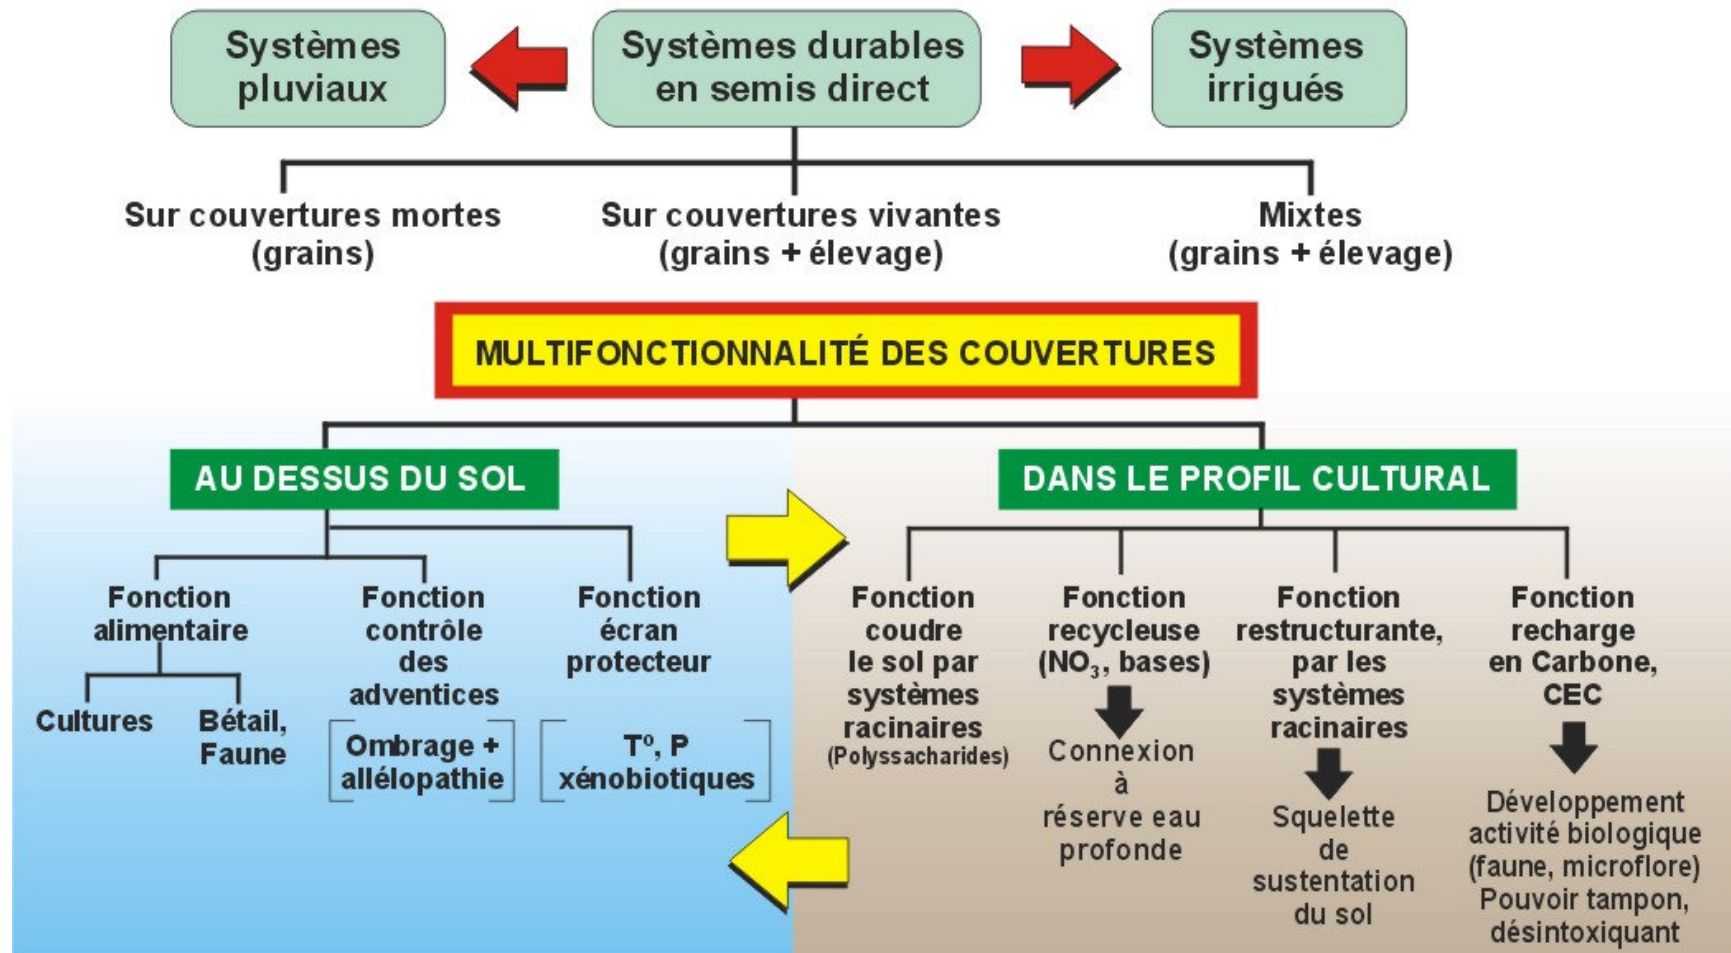 Systèmes
pluviaux
Systèmes durables
en semis direct
Systèmes
irrigués
Sur couvertures mortes
(grains)
Sur couvertures vivantes
(grains + élevage)
Mixtes
(grains + élevage)
MULTIFONCTIONNALITÉ DES COUVERTURES
AU DESSUS DU SOL
Fonction
alimentaire
Cultures
Bétail,
Faune
Fonction
contrôle
des
adventices
Ombrage +
allélopathie
Fonction
écran
protecteur
Tº, P
xénobiotiques
DANS LE PROFIL CULTURAL
Fonction
coudre
le sol par
systèmes
racinaires
(Polyssacharides)
Fonction
recycleuse
(NO₃, bases)
Connexion
à
réserve eau
profonde
Fonction
restructurante,
par les
systèmes
racinaires
Squelette
de
sustentation
du sol
Fonction
recharge
en Carbone,
CEC
Développement
activité biologique
(faune, microflore)
Pouvoir tampon,
désintoxiquant